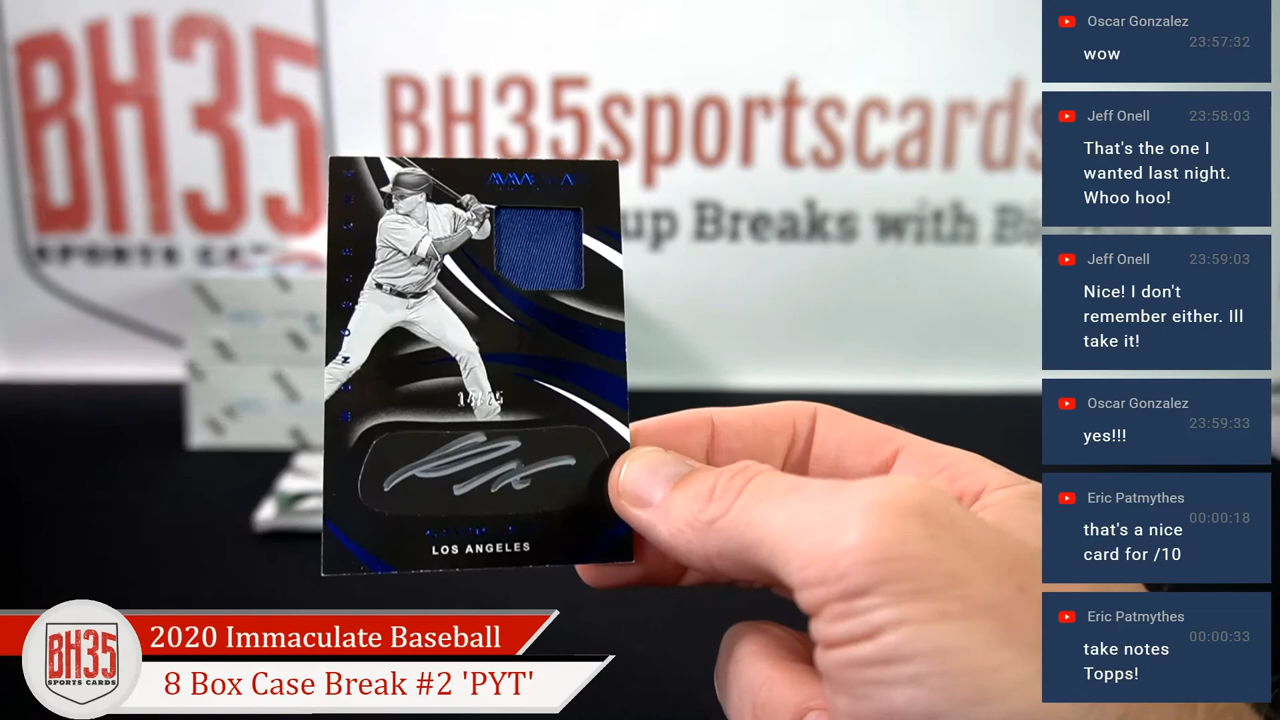 BH35
SPORTS CARDS
BH35sportscards
up Breaks with
LOS ANGELES
BH35
SPORTS CARDS
2020 Immaculate Baseball
8 Box Case Break #2 'PYT'
Oscar Gonzalez
23:57:32
wow
Jeff Onell
23:58:03
That's the one I
wanted last night.
Whoo hoo!
Jeff Onell
23:59:03
Nice! I don't
remember either. Ill
take it!
Oscar Gonzalez
23:59:33
yes!!!
Eric Patmythes
00:00:18
that's a nice
card for /10
Eric Patmythes
00:00:33
take notes
Topps!